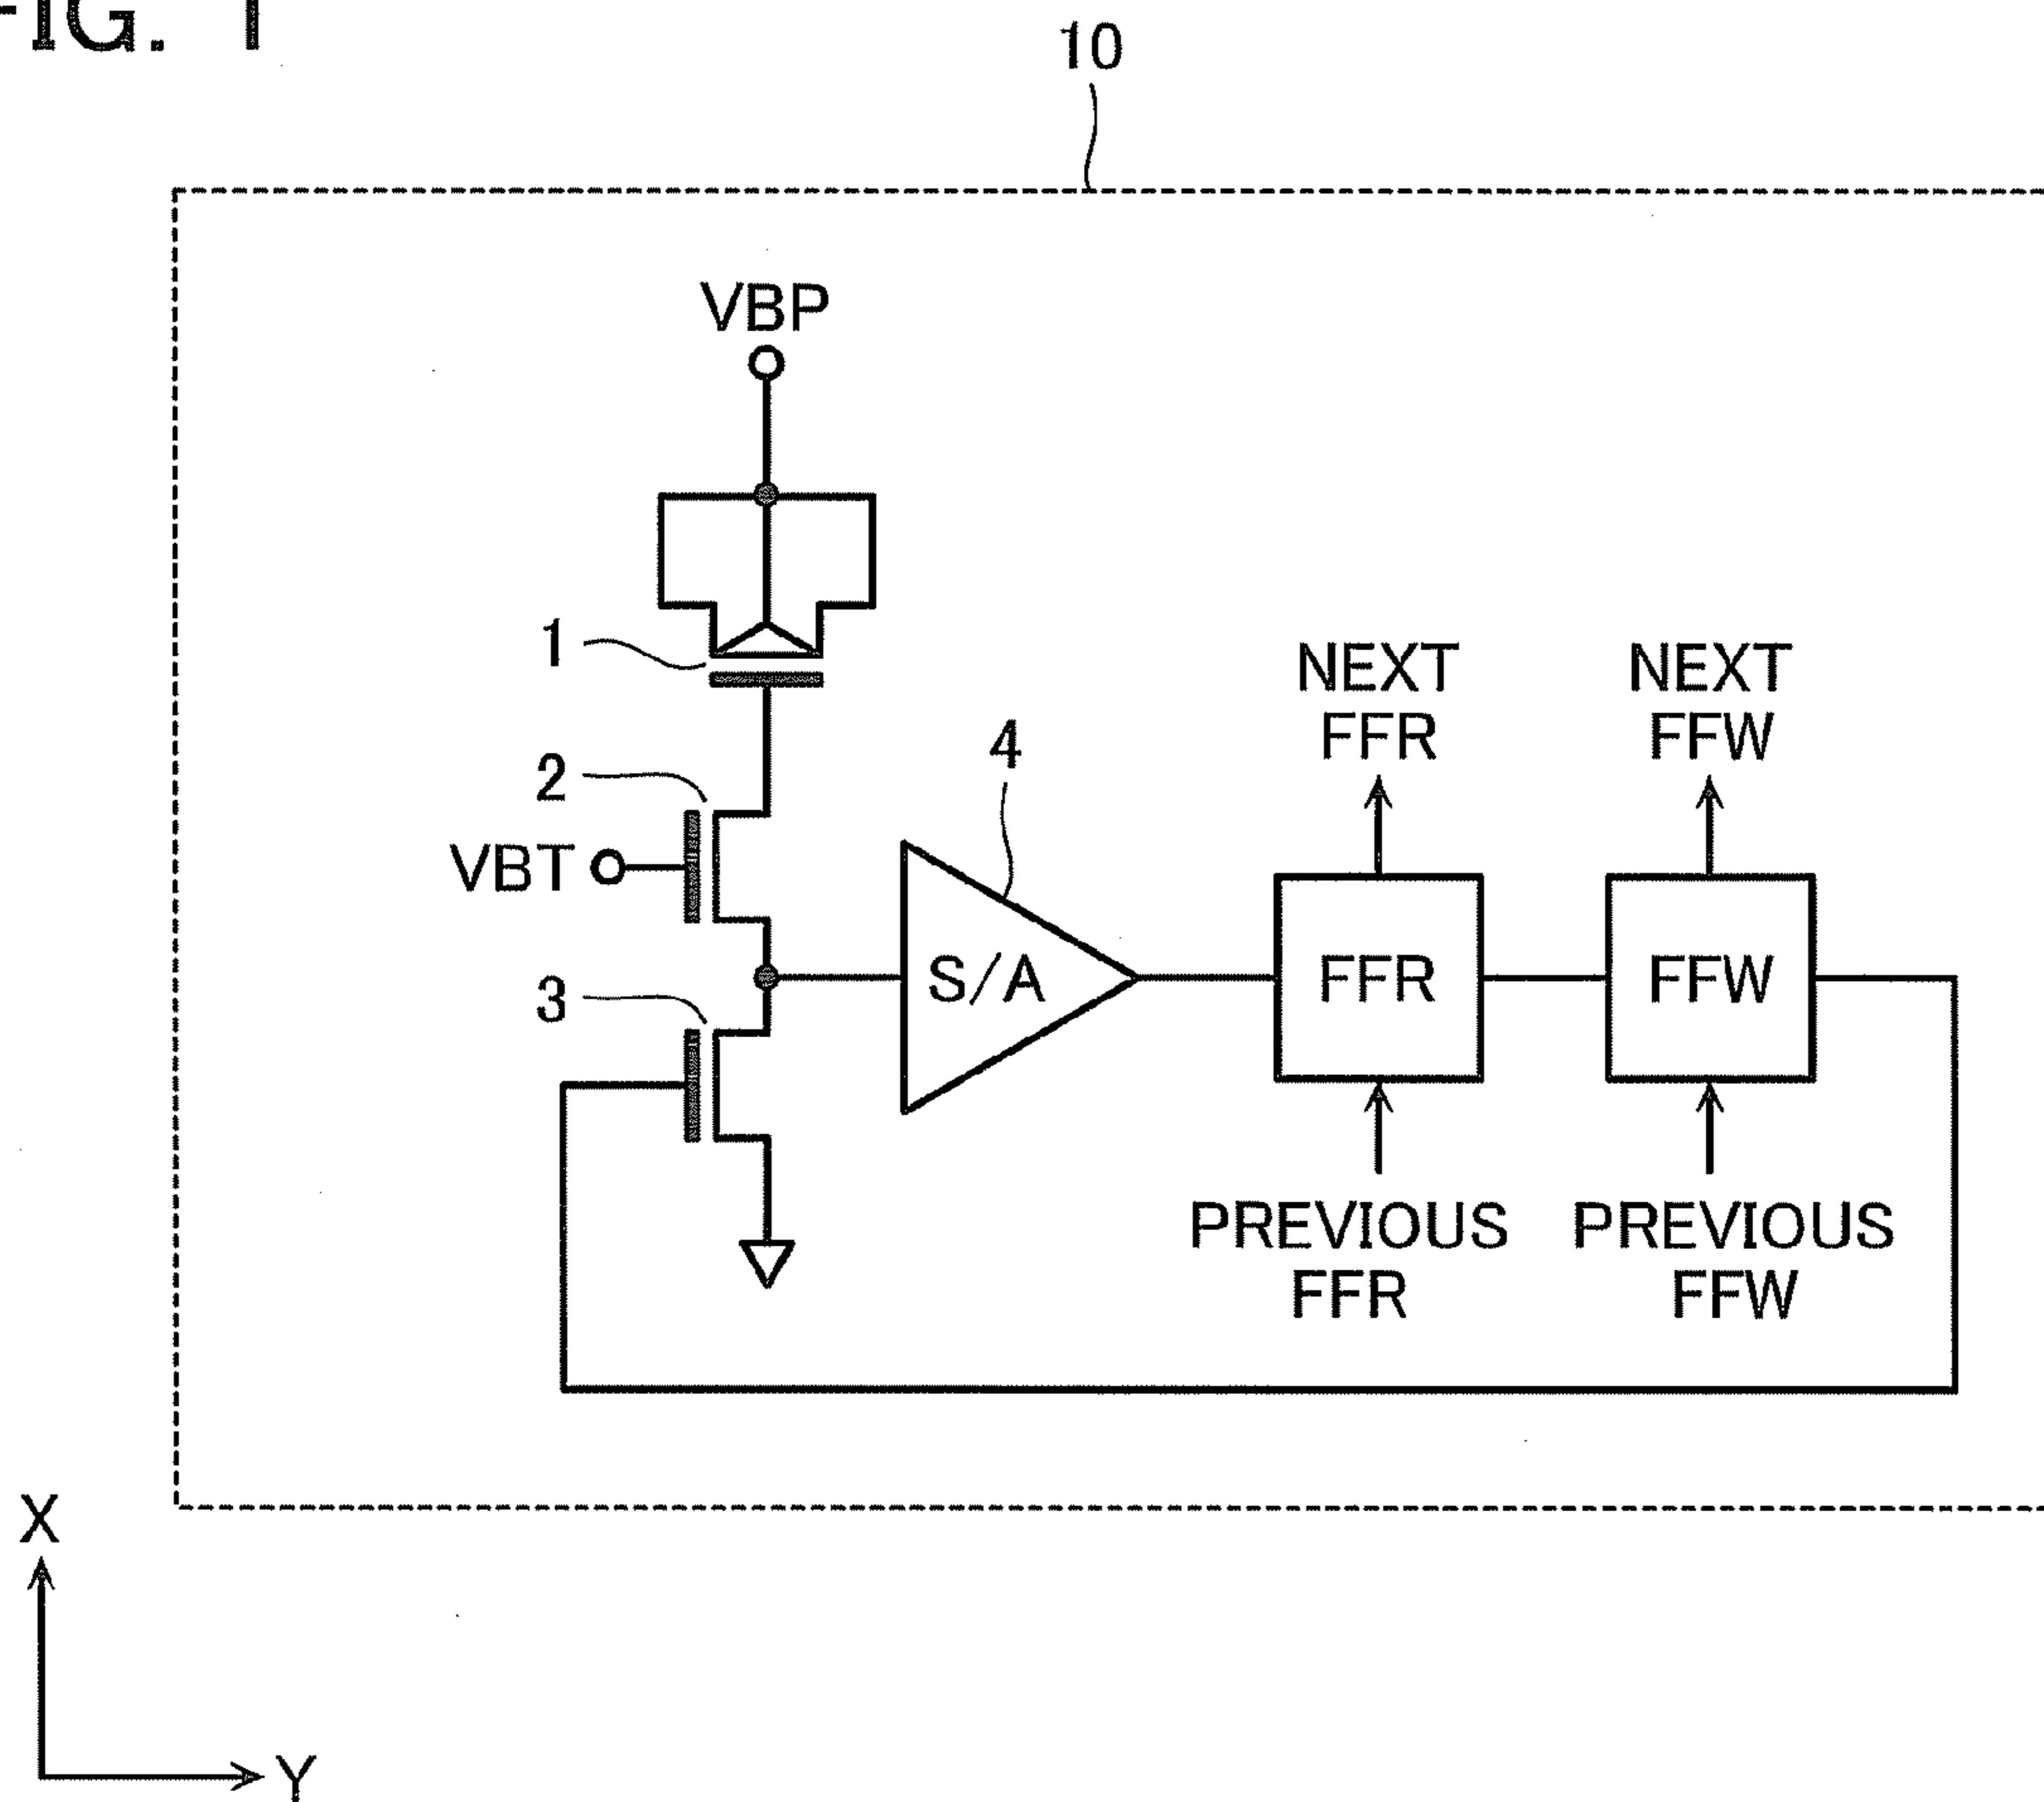 FIG. 1
10
VBP
1
2
VBT
3
4
S/A
NEXT
FFR
NEXT
FFW
FFR
FFW
PREVIOUS
FFR
PREVIOUS
FFW
X
Y